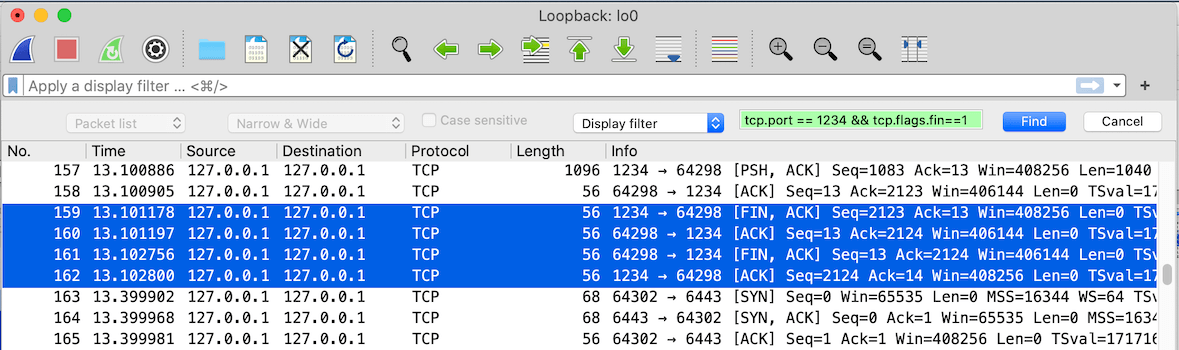 Loopback: lo0
Apply a display filter ... <⌘/>
Packet list Narrow & Wide Case sensitive Display filter tcp.port == 1234 && tcp.flags.fin==1 Find Cancel
No. Time Source Destination Protocol Length Info
157 13.100886 127.0.0.1 127.0.0.1 TCP 1096 1234 → 64298 [PSH, ACK] Seq=1083 Ack=13 Win=408256 Len=1040
158 13.100905 127.0.0.1 127.0.0.1 TCP 56 64298 → 1234 [ACK] Seq=13 Ack=2123 Win=406144 Len=0 TSval=17
159 13.101178 127.0.0.1 127.0.0.1 TCP 56 1234 → 64298 [FIN, ACK] Seq=2123 Ack=13 Win=408256 Len=0 TSv
160 13.101197 127.0.0.1 127.0.0.1 TCP 56 64298 → 1234 [ACK] Seq=13 Ack=2124 Win=406144 Len=0 TSval=17
161 13.102756 127.0.0.1 127.0.0.1 TCP 56 64298 → 1234 [FIN, ACK] Seq=13 Ack=2124 Win=406144 Len=0 TSv
162 13.102800 127.0.0.1 127.0.0.1 TCP 56 1234 → 64298 [ACK] Seq=2124 Ack=14 Win=408256 Len=0 TSval=17
163 13.399902 127.0.0.1 127.0.0.1 TCP 68 64302 → 6443 [SYN] Seq=0 Win=65535 Len=0 MSS=16344 WS=64 TSv
164 13.399968 127.0.0.1 127.0.0.1 TCP 68 6443 → 64302 [SYN, ACK] Seq=0 Ack=1 Win=65535 Len=0 MSS=1634
165 13.399981 127.0.0.1 127.0.0.1 TCP 56 64302 → 6443 [ACK] Seq=1 Ack=1 Win=408256 Len=0 TSval=171716